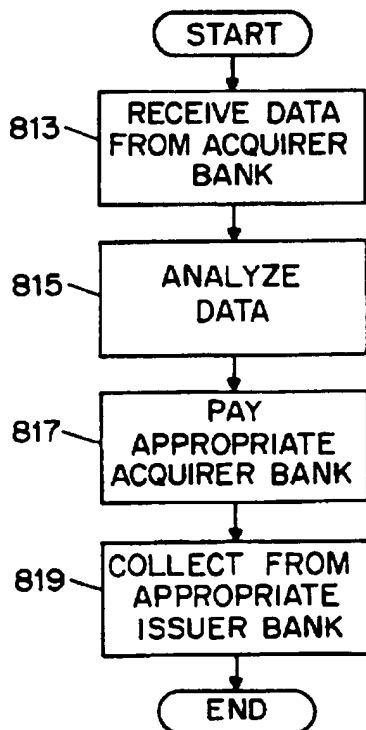 START
813
RECEIVE DATA
FROM ACQUIRER
BANK
815
ANALYZE
DATA
817
PAY
APPROPRIATE
ACQUIRER BANK
819
COLLECT FROM
APPROPRIATE
ISSUER BANK
END